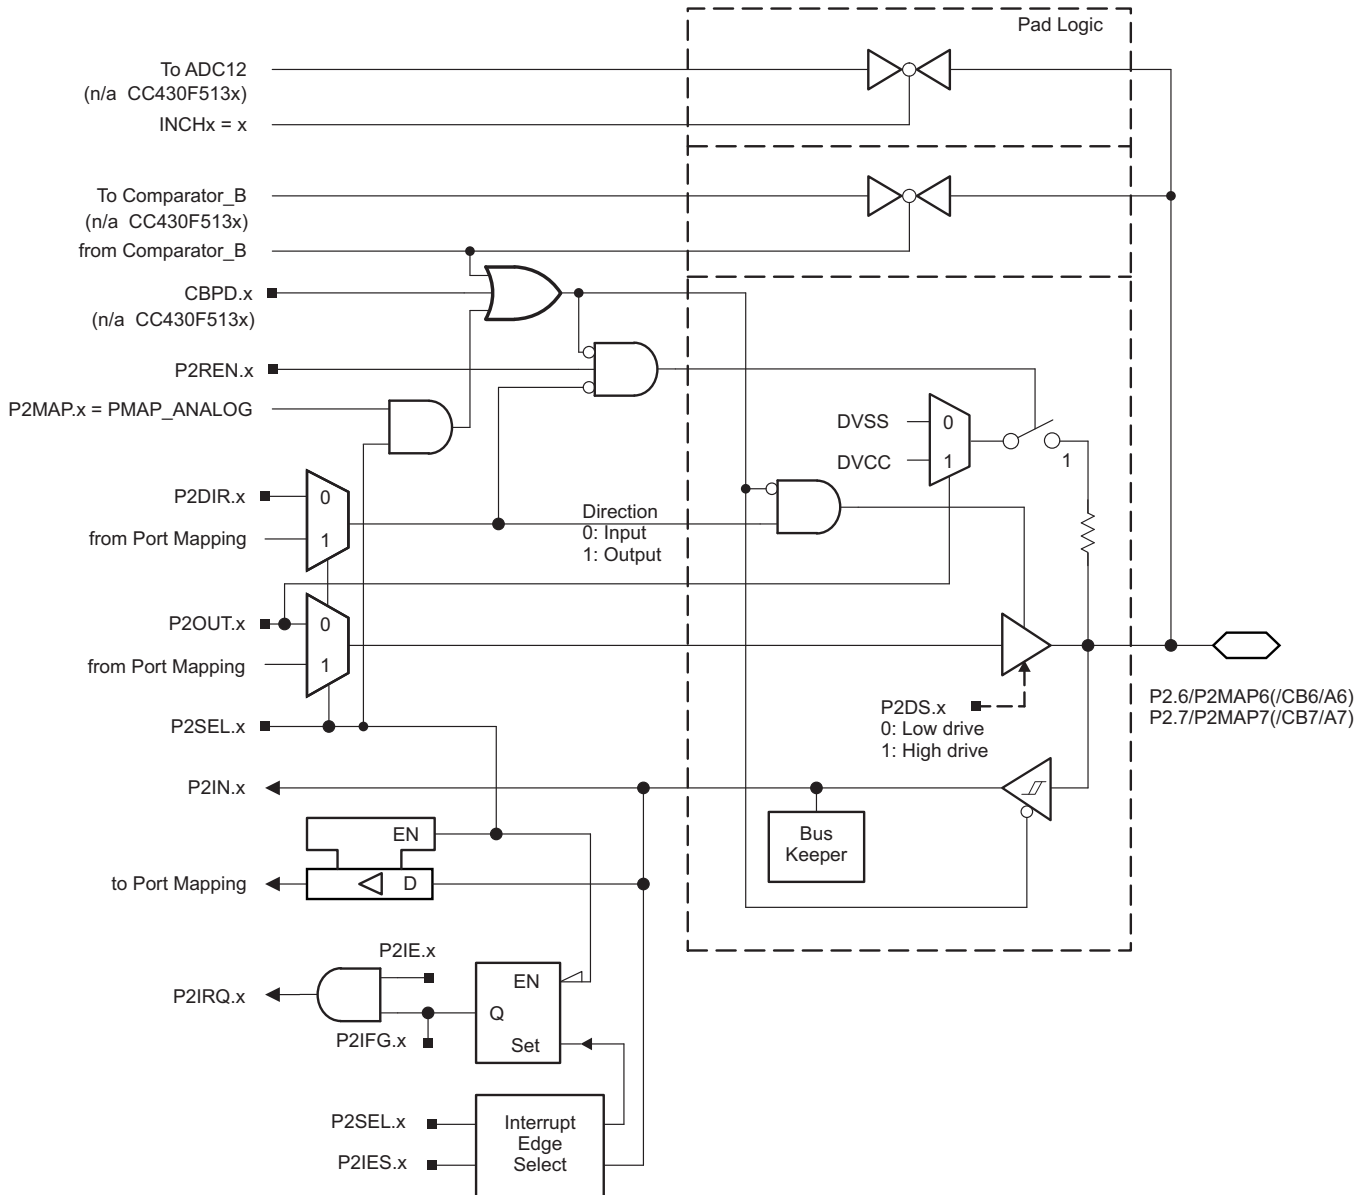 Pad Logic
To ADC12
(n/a CC430F513x)
INCHx = x
To Comparator_B
(n/a CC430F513x)
from Comparator_B
CBPD.x
(n/a CC430F513x)
P2REN.x
P2MAP.x = PMAP_ANALOG
DVSS
0
DVCC
1
1
P2DIR.x
0
from Port Mapping
1
Direction
0: Input
1: Output
P2OUT.x
0
from Port Mapping
1
P2SEL.x
P2DS.x
0: Low drive
1: High drive
P2.6/P2MAP6(/CB6/A6)
P2.7/P2MAP7(/CB7/A7)
P2IN.x
EN
Bus
Keeper
to Port Mapping
D
P2IE.x
EN
P2IRQ.x
Q
P2IFG.x
Set
P2SEL.x
P2IES.x
Interrupt
Edge
Select